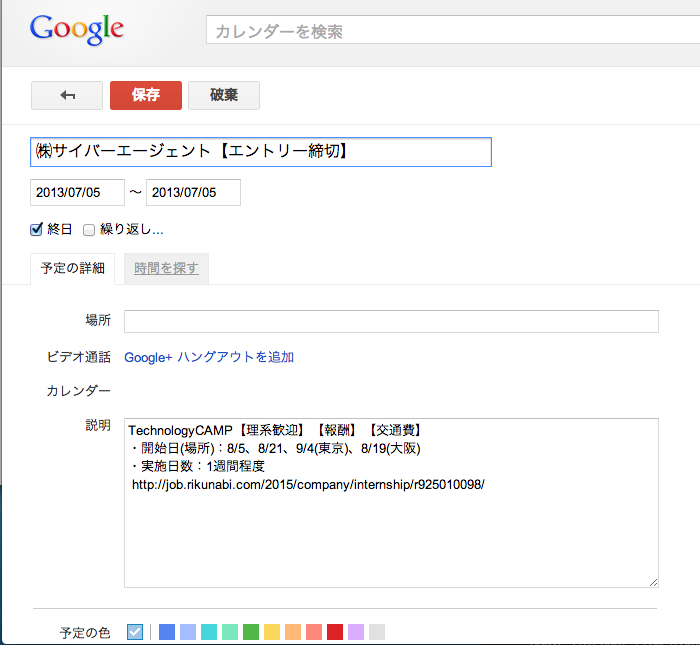 Google
カレンダーを検索
保存
破棄
㈱サイバーエージェント【エントリー締切】
2013/07/05 ～ 2013/07/05
終日 繰り返し...
予定の詳細 時間を探す
場所
ビデオ通話 Google+ ハングアウトを追加
カレンダー
説明
TechnologyCAMP【理系歓迎】【報酬】【交通費】
・開始日(場所)：8/5、8/21、9/4(東京)、8/19(大阪)
・実施日数：1週間程度
http://job.rikunabi.com/2015/company/internship/r925010098/
予定の色